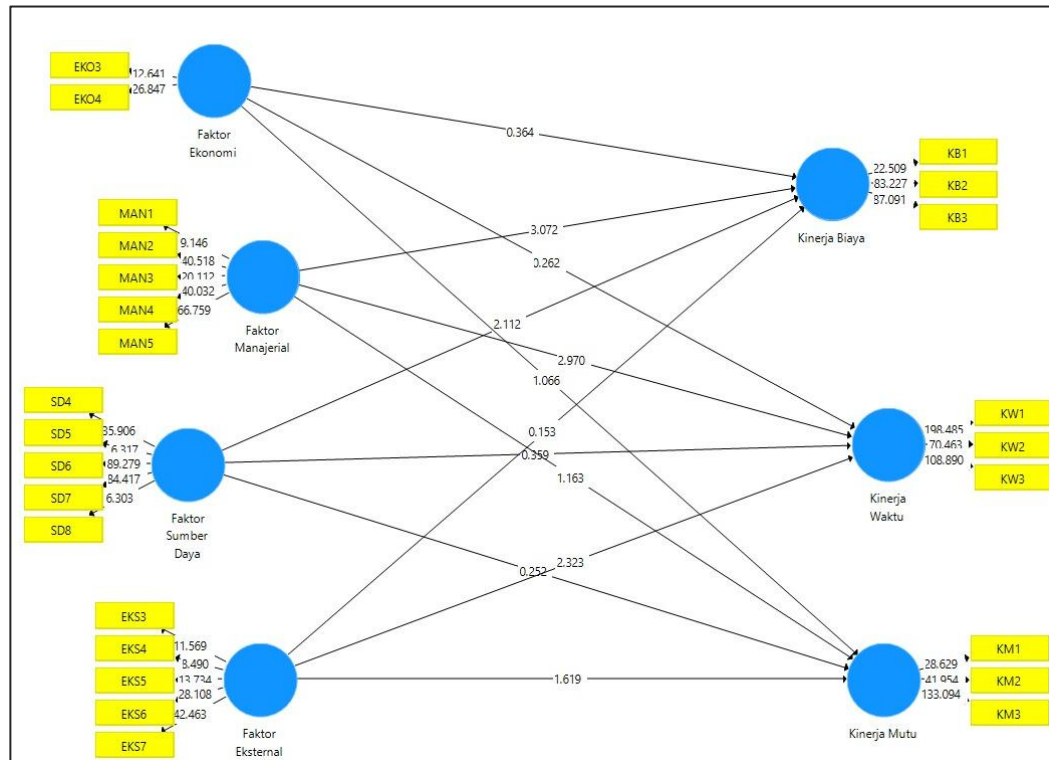 EKO3
12.641
EKO4
26.847
Faktor
Ekonomi
0.364
22.509
KB1
83.227
KB2
87.091
KB3
Kinerja Biaya
MAN1
9.146
MAN2
40.518
MAN3
20.112
MAN4
40.032
MAN5
66.759
Faktor
Manajerial
3.072
0.262
2.112
2.970
1.066
SD4
35.906
SD5
6.317
SD6
89.279
SD7
84.417
SD8
6.303
Faktor
Sumber
Daya
0.153
0.359
1.163
198.485
KW1
70.463
KW2
108.890
KW3
Kinerja
Waktu
2.323
0.252
EKS3
11.569
EKS4
8.490
EKS5
13.734
EKS6
28.108
EKS7
42.463
Faktor
Eksternal
1.619
28.629
KM1
41.954
KM2
133.094
KM3
Kinerja Mutu